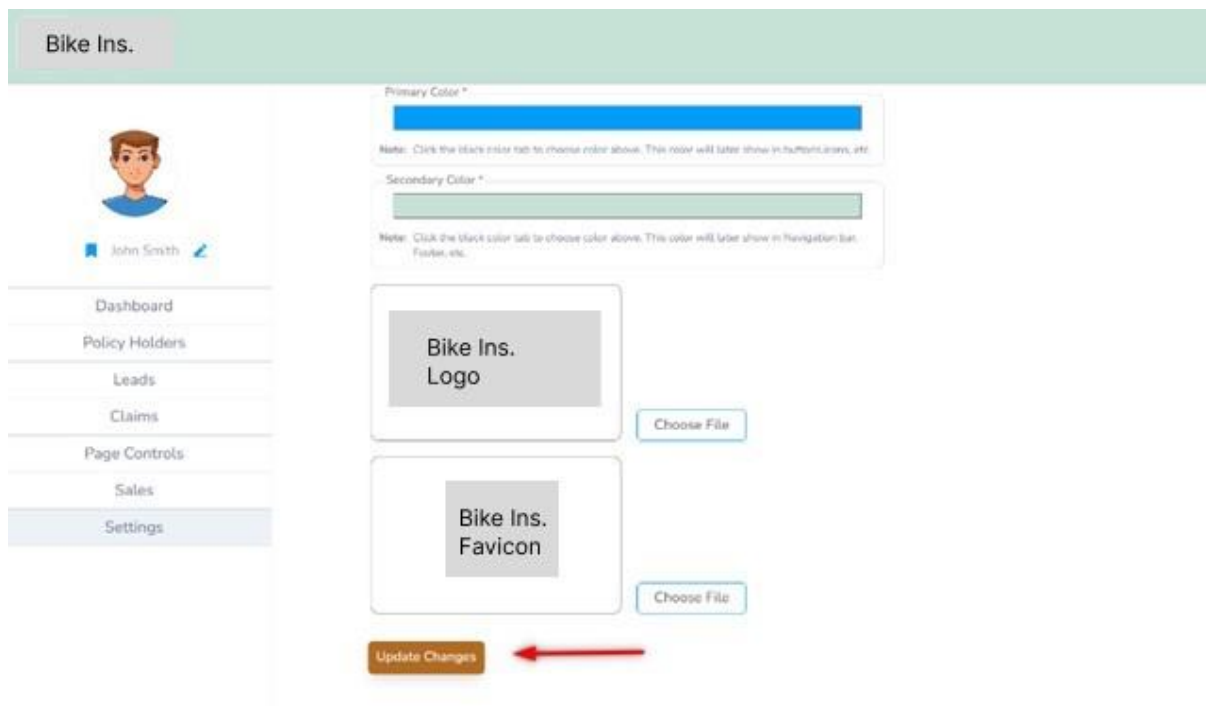 Bike Ins.
Primary Color *
Note: Click the black color tab to choose color above. This color will later show in buttons,icons, etc
Secondary Color *
Note: Click the black color tab to choose color above. This color will later show in Navigation bar,
Footer, etc.
John Smith
Dashboard
Policy Holders
Leads
Claims
Page Controls
Sales
Settings
Bike Ins.
Logo
Choose File
Bike Ins.
Favicon
Choose File
Update Changes